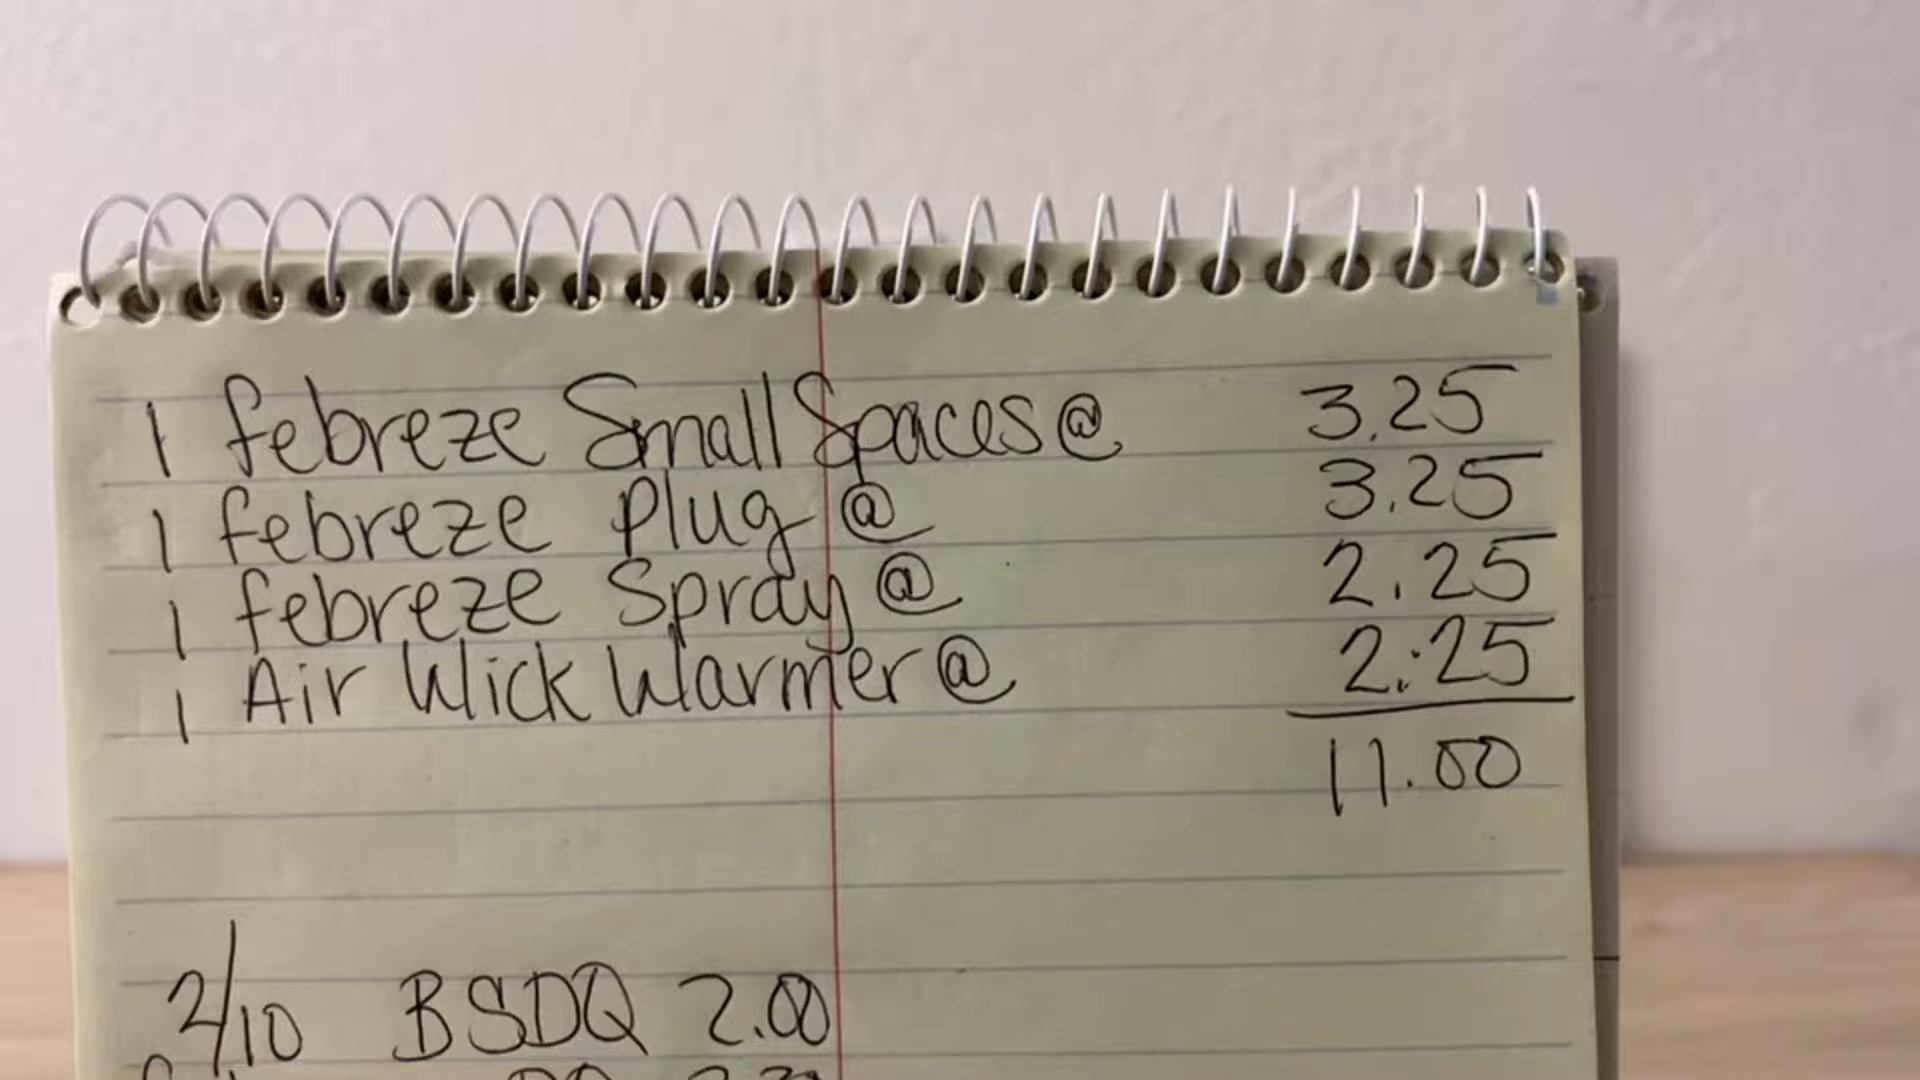 1 febreze Small Spaces @ 3.25
1 febreze Plug @ 3.25
1 febreze Spray @ 2.25
1 Air Wick Warmer @ 2.25
11.00
2/10 BSDQ 2.00